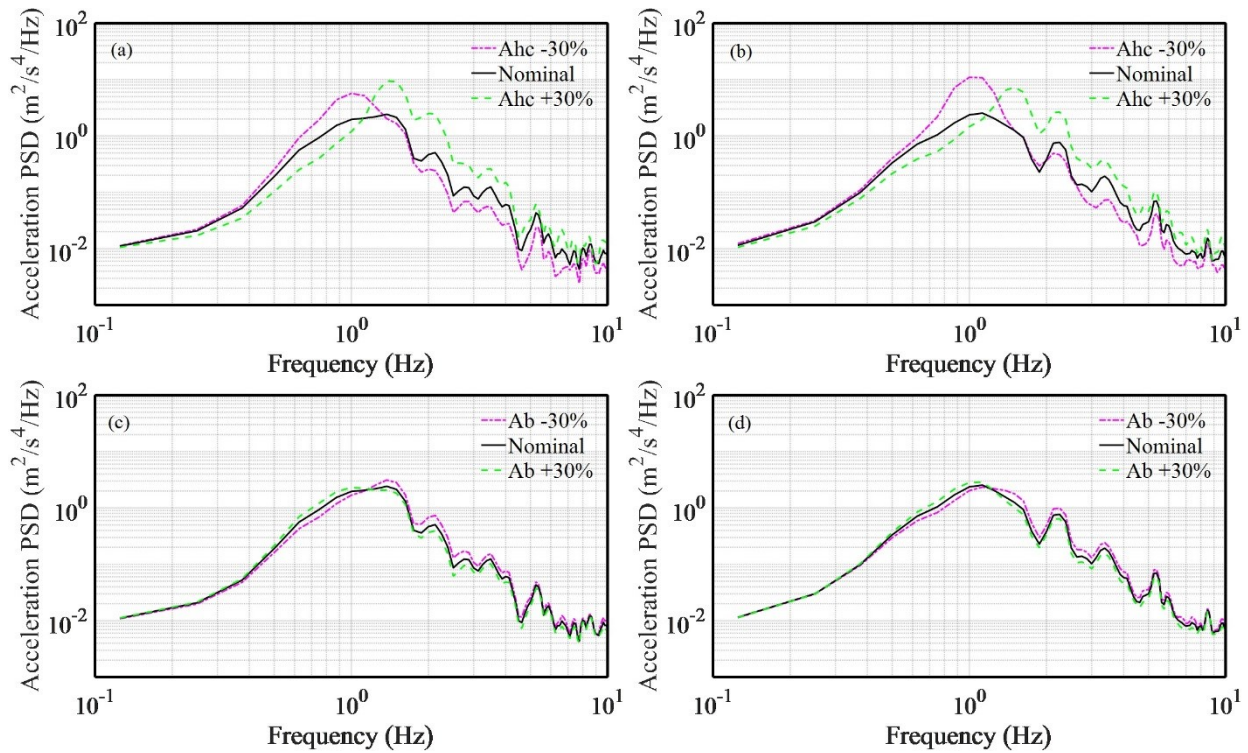 (a)
Acceleration PSD (m²/s⁴/Hz)
10²
10⁰
10⁻²
Ahc -30%
Nominal
Ahc +30%
10⁻¹
10⁰
10¹
Frequency (Hz)
(b)
Acceleration PSD (m²/s⁴/Hz)
10²
10⁰
10⁻²
Ahc -30%
Nominal
Ahc +30%
10⁻¹
10⁰
10¹
Frequency (Hz)
(c)
Acceleration PSD (m²/s⁴/Hz)
10²
10⁰
10⁻²
Ab -30%
Nominal
Ab +30%
10⁻¹
10⁰
10¹
Frequency (Hz)
(d)
Acceleration PSD (m²/s⁴/Hz)
10²
10⁰
10⁻²
Ab -30%
Nominal
Ab +30%
10⁻¹
10⁰
10¹
Frequency (Hz)